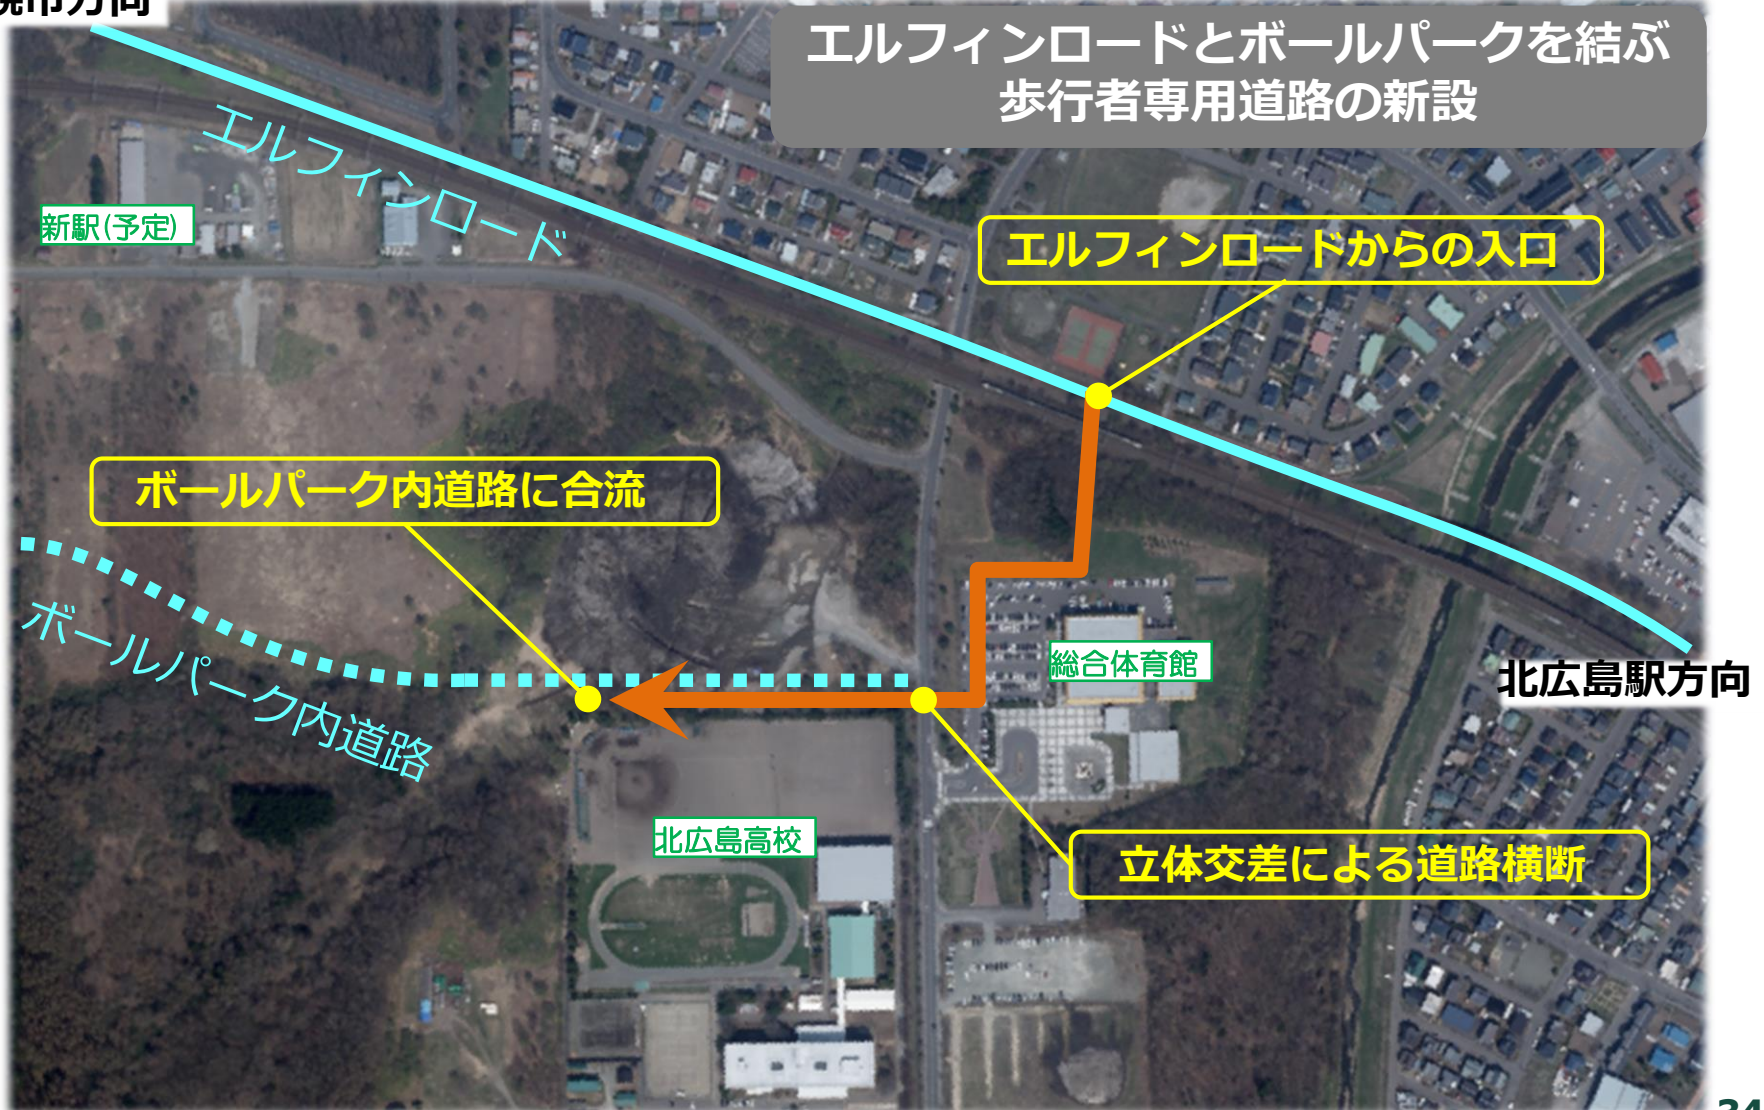 市方向
エルフィンロードとボールパークを結ぶ
歩行者専用道路の新設
エルフィンロード
新駅(予定)
エルフィンロードからの入口
ボールパーク内道路に合流
ボールパーク内道路
総合体育館
北広島駅方向
北広島高校
立体交差による道路横断
34